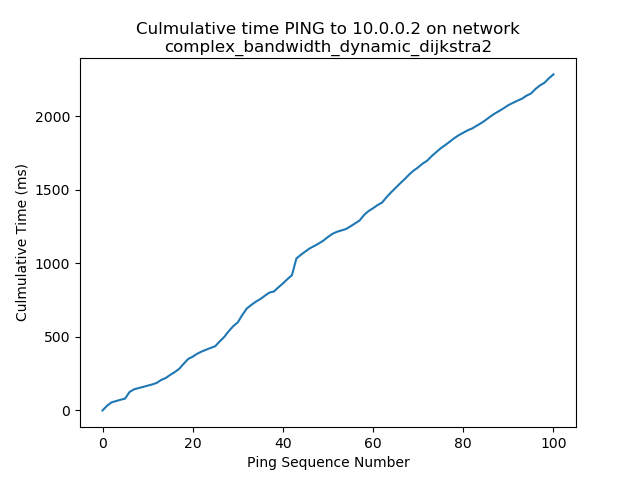 Culmulative time PING to 10.0.0.2 on network
complex_bandwidth_dynamic_dijkstra2
2000
1500
1000
500
0
Culmulative Time (ms)
0 20 40 60 80 100
Ping Sequence Number